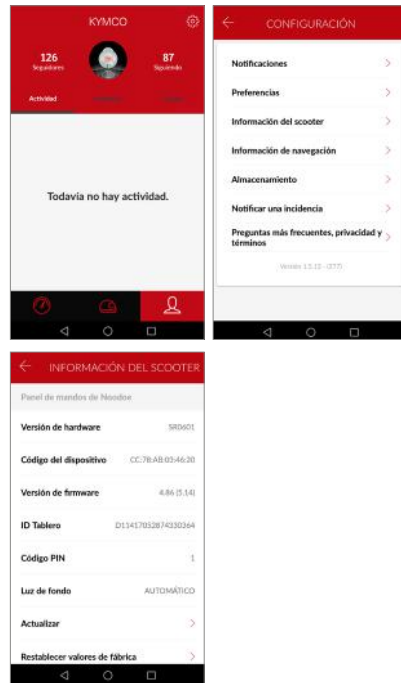 KYMCO
126
Seguidores
87
Siguiendo
Actividad
Todavía no hay actividad.
CONFIGURACIÓN
Notificaciones
Preferencias
Información del scooter
Información de navegación
Almacenamiento
Notificar una incidencia
Preguntas más frecuentes, privacidad y
términos
INFORMACIÓN DEL SCOOTER
Panel de mandos de Noodoe
Versión de hardware SR0601
Código del dispositivo CC:78:AB:03:46:20
Versión de firmware 4.86 (5.14)
ID Tablero D11417052874330364
Código PIN 1
Luz de fondo AUTOMÁTICO
Actualizar
Restablecer valores de fábrica